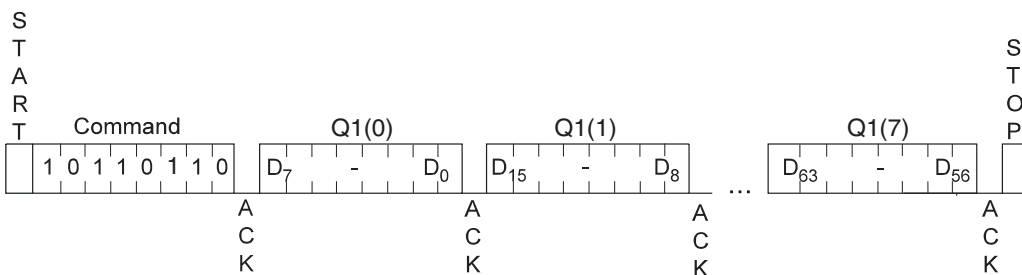 START
STOP
Command Q1(0) Q1(1) Q1(7)
1 0 1 1 0 1 1 0 D7 - D0 D15 - D8 ... D63 - D56
ACK ACK ACK ACK